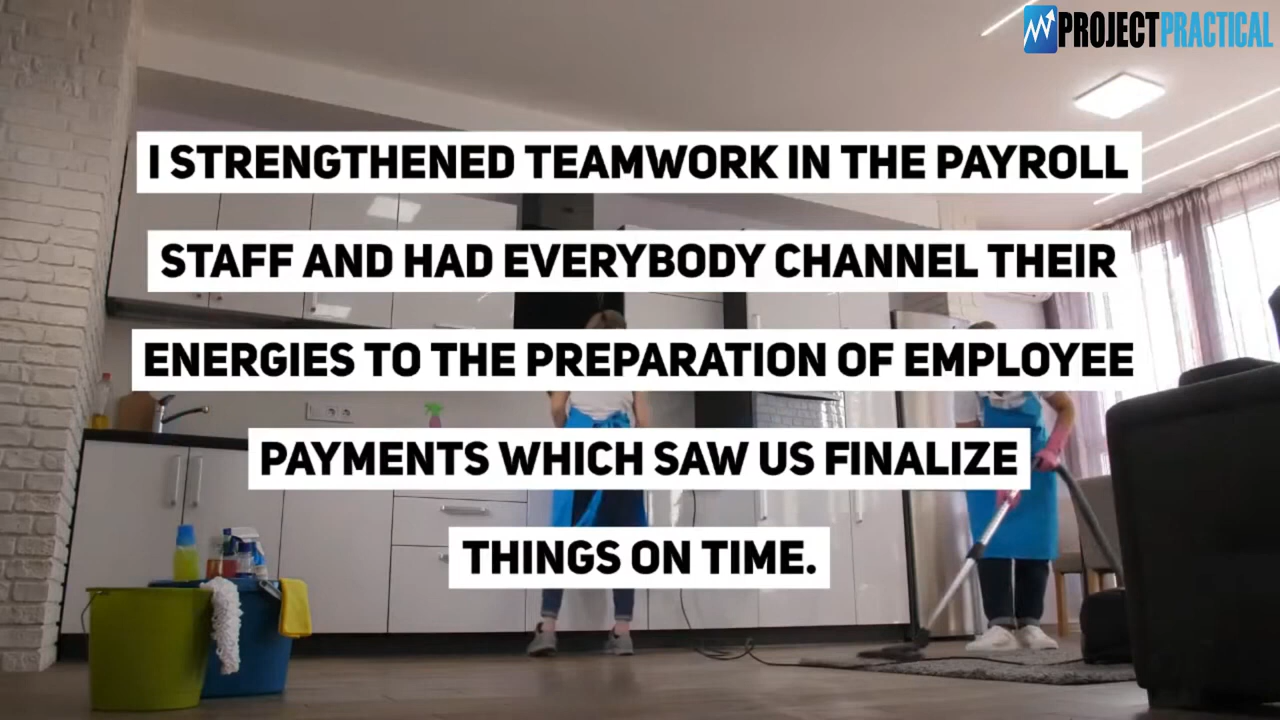 PROJECTPRACTICAL
I STRENGTHENED TEAMWORK IN THE PAYROLL
STAFF AND HAD EVERYBODY CHANNEL THEIR
ENERGIES TO THE PREPARATION OF EMPLOYEE
PAYMENTS WHICH SAW US FINALIZE
THINGS ON TIME.